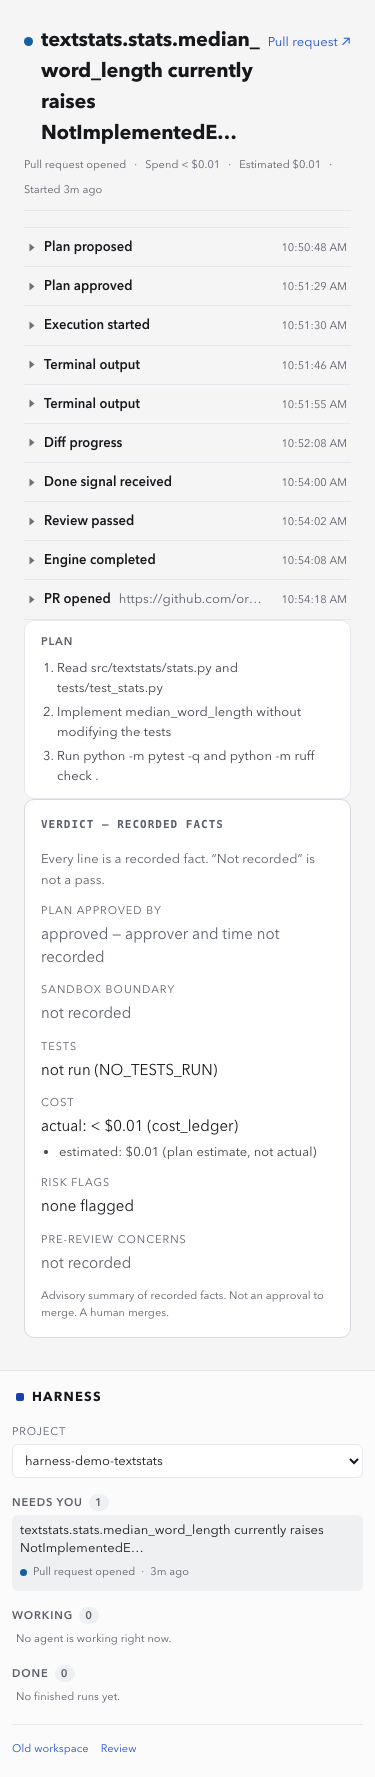 textstats.stats.median_
word_length currently
raises
NotImplementedE…
Pull request ↗
Pull request opened · Spend < $0.01 · Estimated $0.01 ·
Started 3m ago
Plan proposed 10:50:48 AM
Plan approved 10:51:29 AM
Execution started 10:51:30 AM
Terminal output 10:51:46 AM
Terminal output 10:51:55 AM
Diff progress 10:52:08 AM
Done signal received 10:54:00 AM
Review passed 10:54:02 AM
Engine completed 10:54:08 AM
PR opened https://github.com/or… 10:54:18 AM
PLAN
1. Read src/textstats/stats.py and
tests/test_stats.py
2. Implement median_word_length without
modifying the tests
3. Run python -m pytest -q and python -m ruff
check .
VERDICT — RECORDED FACTS
Every line is a recorded fact. “Not recorded” is
not a pass.
PLAN APPROVED BY
approved — approver and time not
recorded
SANDBOX BOUNDARY
not recorded
TESTS
not run (NO_TESTS_RUN)
COST
actual: < $0.01 (cost_ledger)
• estimated: $0.01 (plan estimate, not actual)
RISK FLAGS
none flagged
PRE-REVIEW CONCERNS
not recorded
Advisory summary of recorded facts. Not an approval to
merge. A human merges.
HARNESS
PROJECT
harness-demo-textstats
NEEDS YOU 1
textstats.stats.median_word_length currently raises
NotImplementedE…
Pull request opened · 3m ago
WORKING 0
No agent is working right now.
DONE 0
No finished runs yet.
Old workspace Review